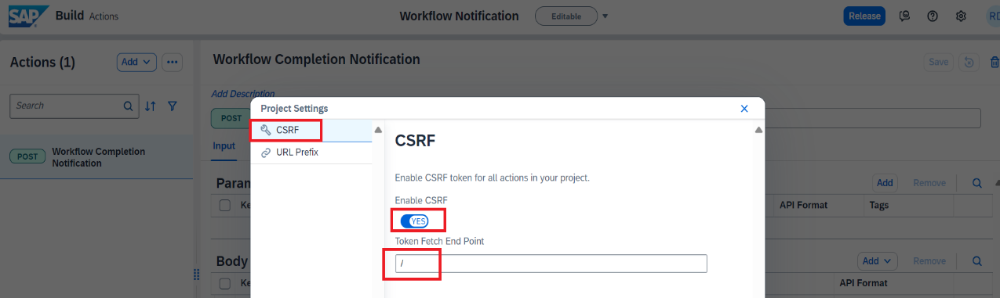 SAP Build Actions Workflow Notification Editable Release RD
Actions (1) Add Workflow Completion Notification Save
Add Description
Search POST
Input
POST Workflow Completion
Notification
Param Add Remove
Ke API Format Tags
Body Add Remove
Ke API Format
Project Settings
CSRF
URL Prefix
CSRF
Enable CSRF token for all actions in your project.
Enable CSRF
YES
Token Fetch End Point
/